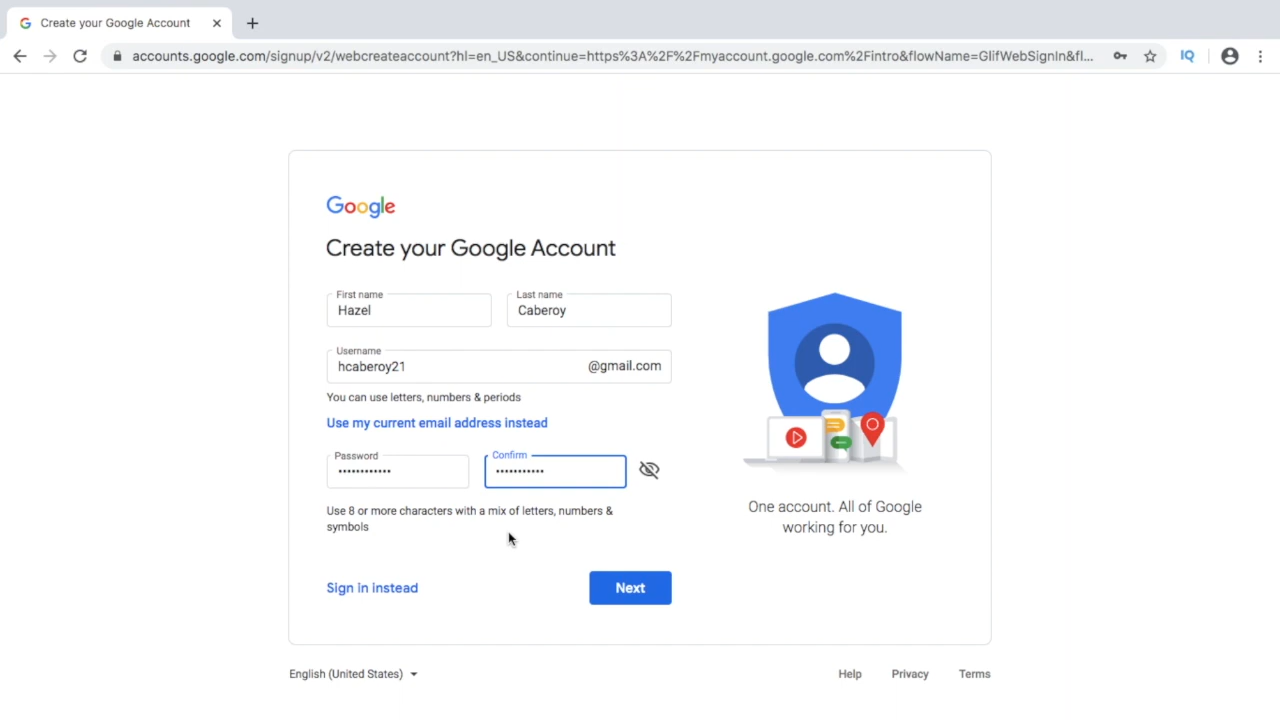 Create your Google Account
accounts.google.com/signup/v2/webcreateaccount?hl=en_US&continue=https%3A%2F%2Fmyaccount.google.com%2Fintro&flowName=GlifWebSignIn&fl...
IQ
Google
Create your Google Account
First name Last name
Hazel Caberoy
Username
hcaberoy21 @gmail.com
You can use letters, numbers & periods
Use my current email address instead
Password Confirm
•••••••••••• •••••••••••
Use 8 or more characters with a mix of letters, numbers &
symbols
One account. All of Google
working for you.
Sign in instead Next
English (United States) Help Privacy Terms